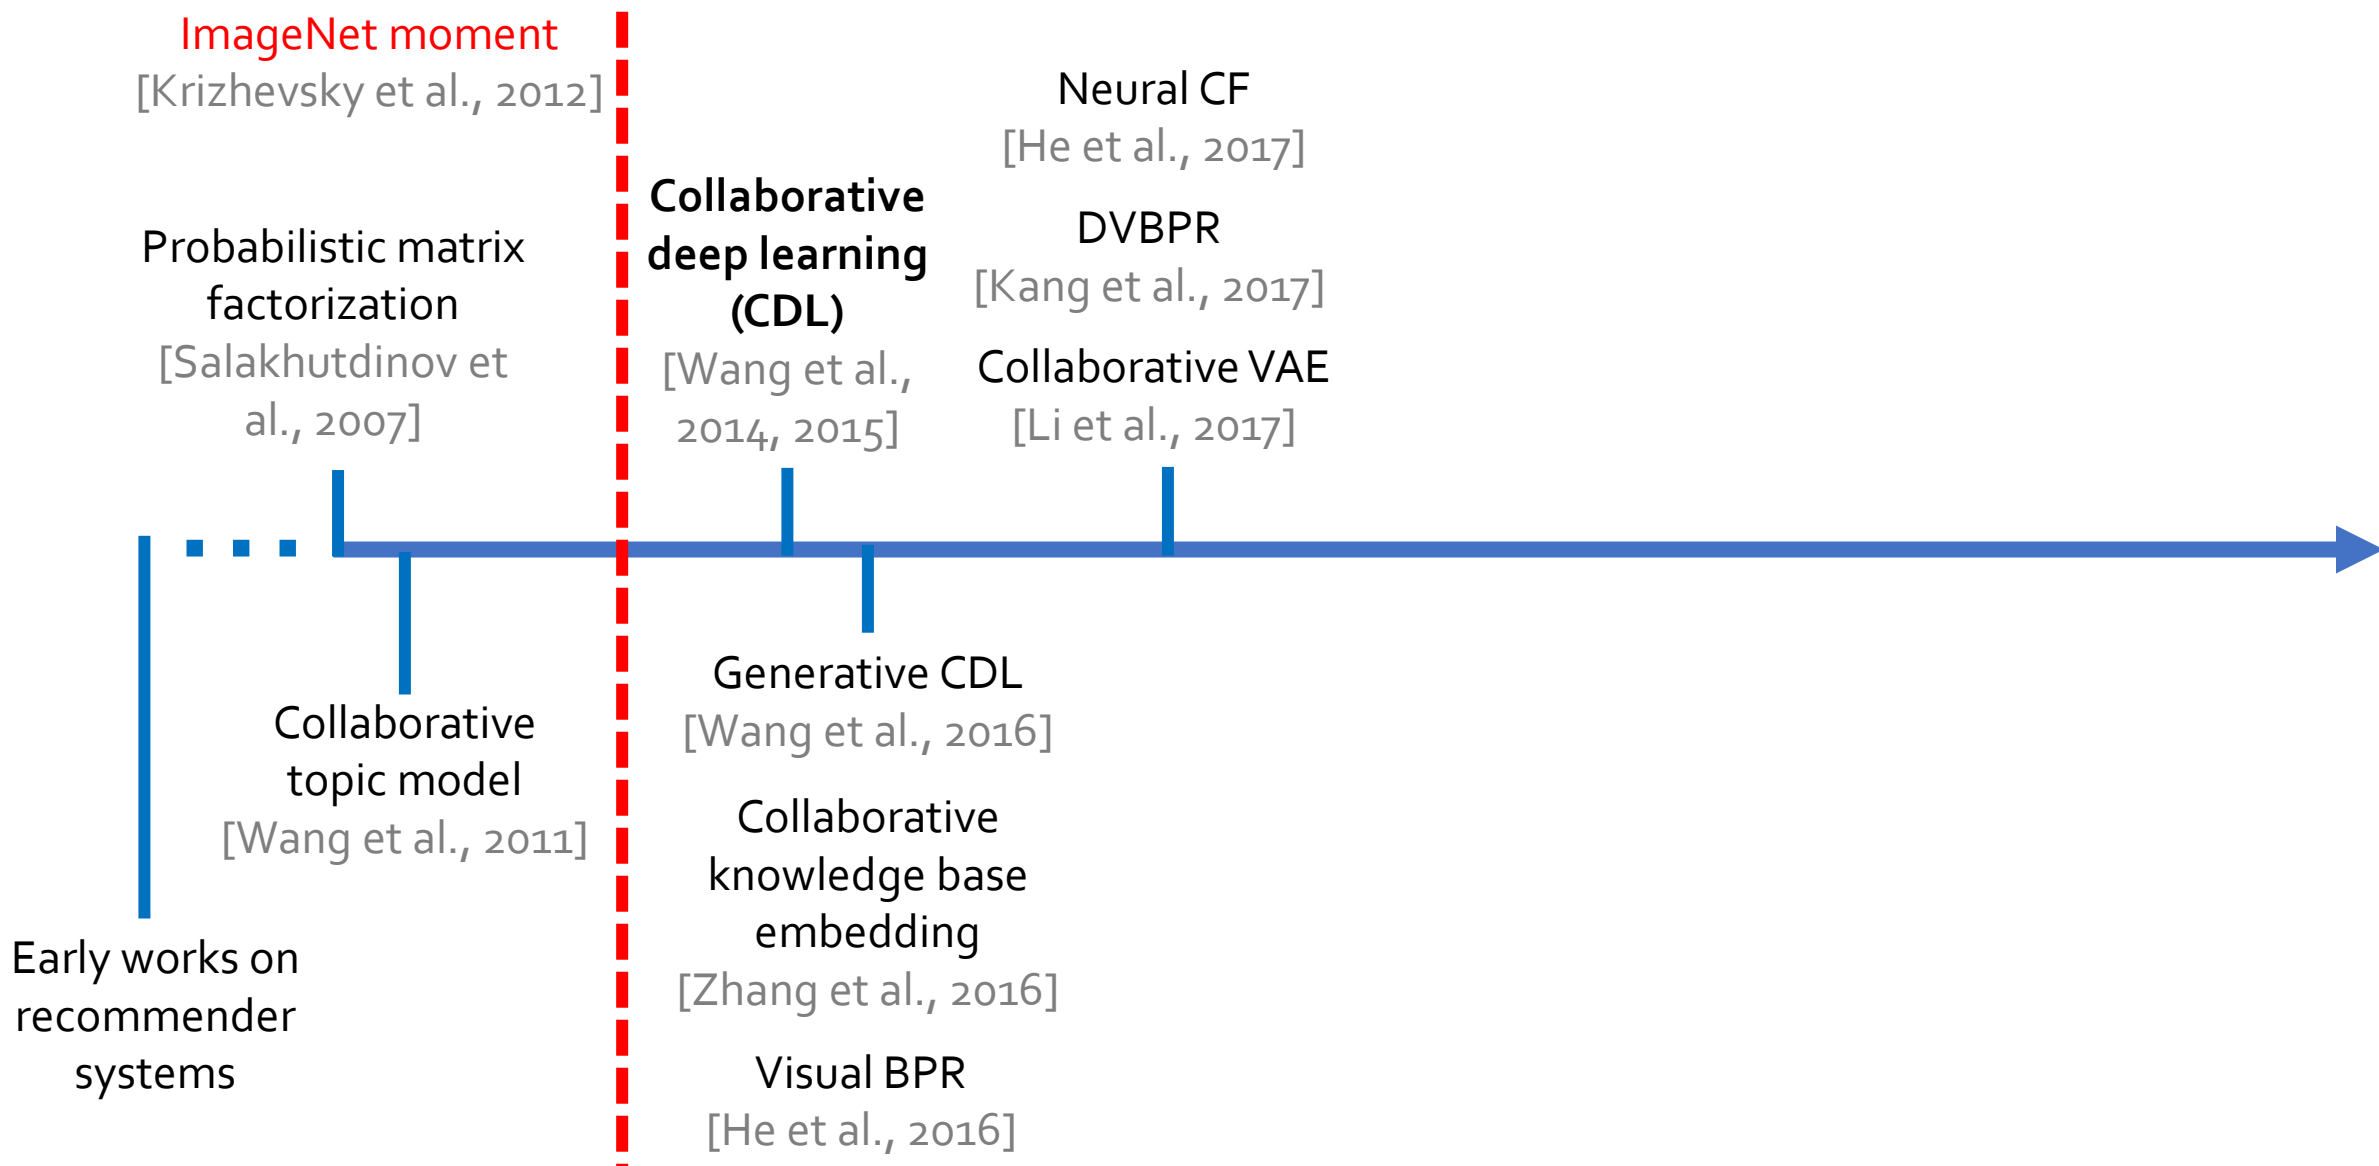 ImageNet moment
[Krizhevsky et al., 2012]
Probabilistic matrix
factorization
[Salakhutdinov et
al., 2007]
Collaborative
deep learning
(CDL)
[Wang et al.,
2014, 2015]
Neural CF
[He et al., 2017]
DVBPR
[Kang et al., 2017]
Collaborative VAE
[Li et al., 2017]
Early works on
recommender
systems
Collaborative
topic model
[Wang et al., 2011]
Generative CDL
[Wang et al., 2016]
Collaborative
knowledge base
embedding
[Zhang et al., 2016]
Visual BPR
[He et al., 2016]